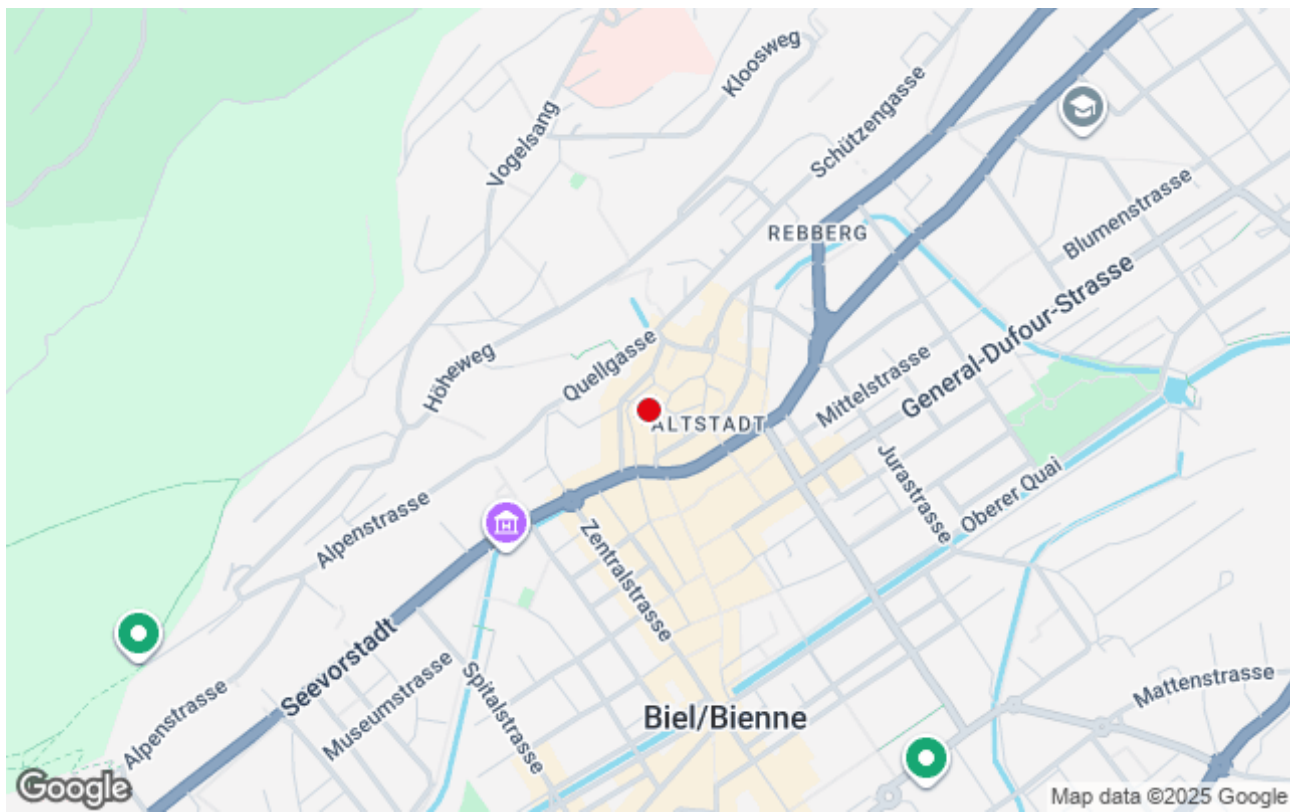 Kloosweg
Vogelsang
Schützengasse
REBBERG
Blumenstrasse
General-Dufour-Strasse
Quellgasse
Höheweg
Mittelstrasse
ALTSTADT
Jurastrasse
Oberer Quai
Alpenstrasse
Zentralstrasse
Seevorstadt
Museumstrasse
Spitalstrasse
Alpenstrasse
Mattenstrasse
Biel/Bienne
Google
Map data ©2025 Google